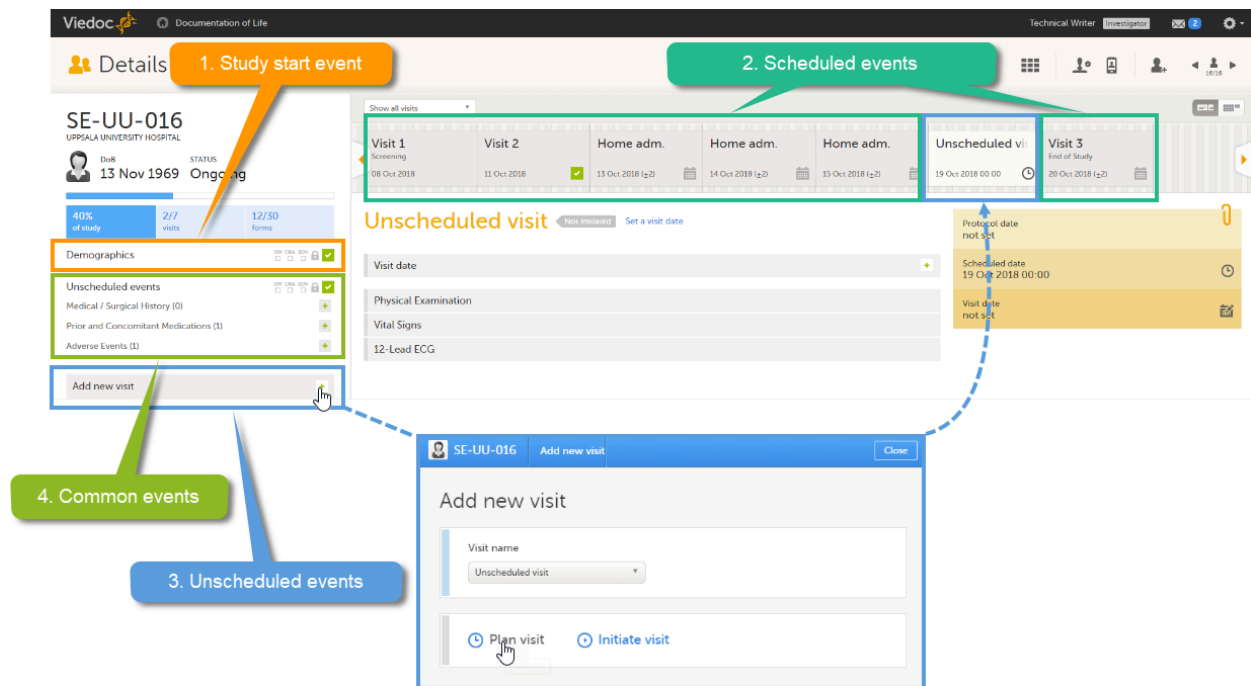 Viedoc Documentation of Life Technical Writer Investigator 2
Details
1. Study start event
2. Scheduled events
16/16
SE-UU-016
UPPSALA UNIVERSITY HOSPITAL
DoB STATUS
13 Nov 1969 Ongoing
40% 2/7 12/30
of study visits forms
Demographics
Unscheduled events
Medical / Surgical History (0)
Prior and Concomitant Medications (1)
Adverse Events (1)
Add new visit
Show all visits
Visit 1 Visit 2 Home adm. Home adm. Home adm. Unscheduled vi Visit 3
Screening End of Study
08 Oct 2018 11 Oct 2018 13 Oct 2018 (±2) 14 Oct 2018 (±2) 15 Oct 2018 (±2) 19 Oct 2018 00:00 20 Oct 2018 (±2)
Unscheduled visit Not initiated Set a visit date
Visit date
Physical Examination
Vital Signs
12-Lead ECG
Protocol date
not set
Scheduled date
19 Oct 2018 00:00
Visit date
not set
4. Common events
3. Unscheduled events
SE-UU-016 Add new visit Close
Add new visit
Visit name
Unscheduled visit
Plan visit Initiate visit